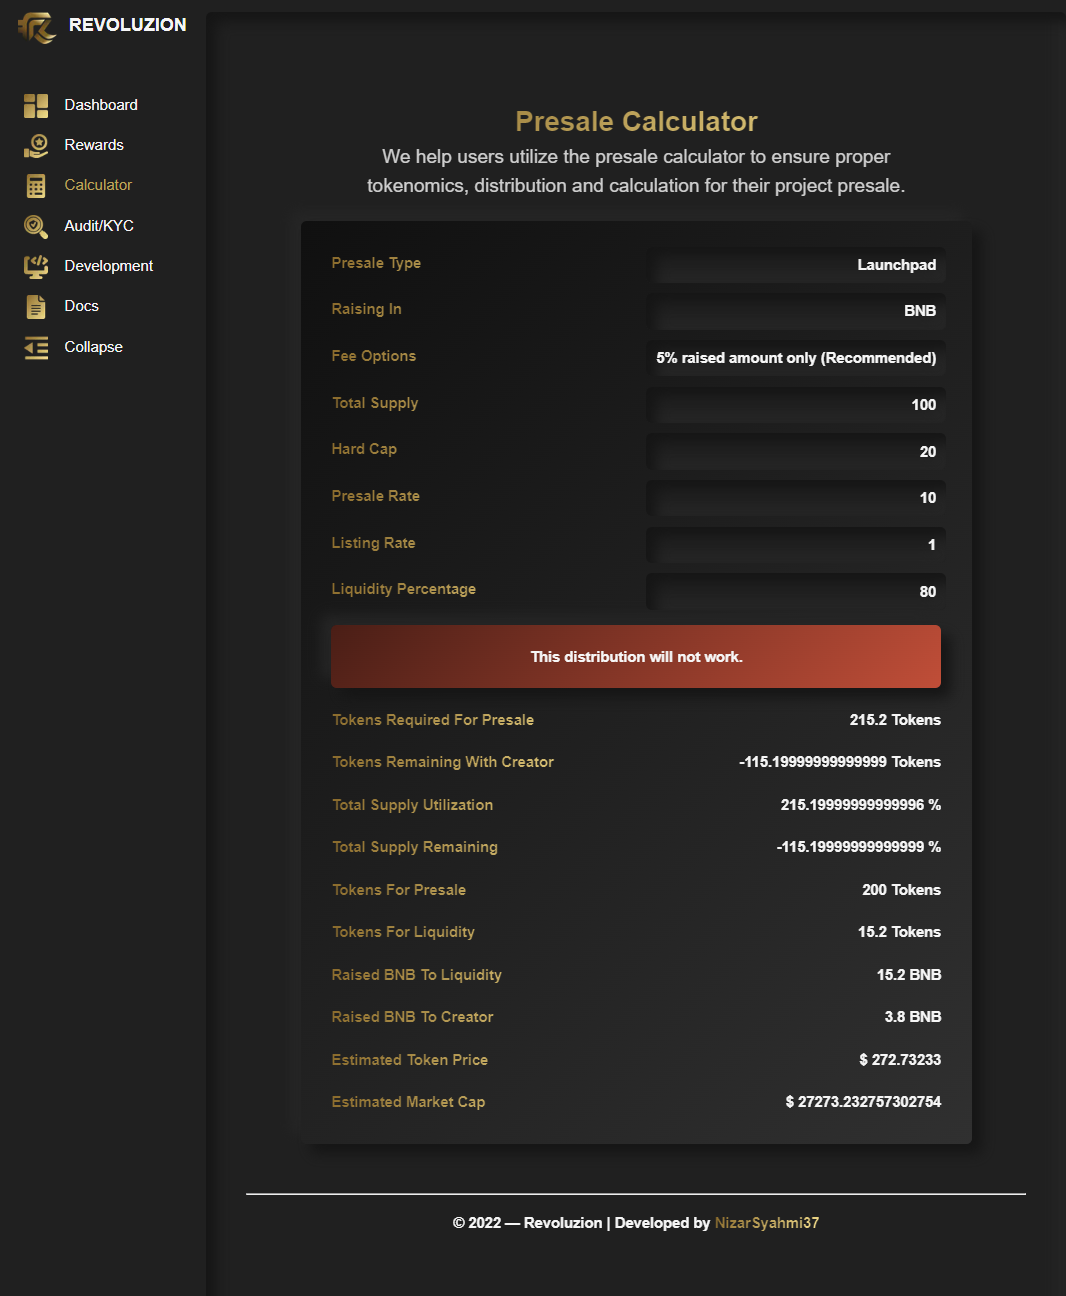 REVOLUZION
Dashboard
Rewards
Calculator
Audit/KYC
Development
Docs
Collapse
Presale Calculator
We help users utilize the presale calculator to ensure proper
tokenomics, distribution and calculation for their project presale.
Presale Type Launchpad
Raising In BNB
Fee Options 5% raised amount only (Recommended)
Total Supply 100
Hard Cap 20
Presale Rate 10
Listing Rate 1
Liquidity Percentage 80
This distribution will not work.
Tokens Required For Presale 215.2 Tokens
Tokens Remaining With Creator -115.19999999999999 Tokens
Total Supply Utilization 215.19999999999996 %
Total Supply Remaining -115.19999999999999 %
Tokens For Presale 200 Tokens
Tokens For Liquidity 15.2 Tokens
Raised BNB To Liquidity 15.2 BNB
Raised BNB To Creator 3.8 BNB
Estimated Token Price $ 272.73233
Estimated Market Cap $ 27273.232757302754
© 2022 — Revoluzion | Developed by NizarSyahmi37